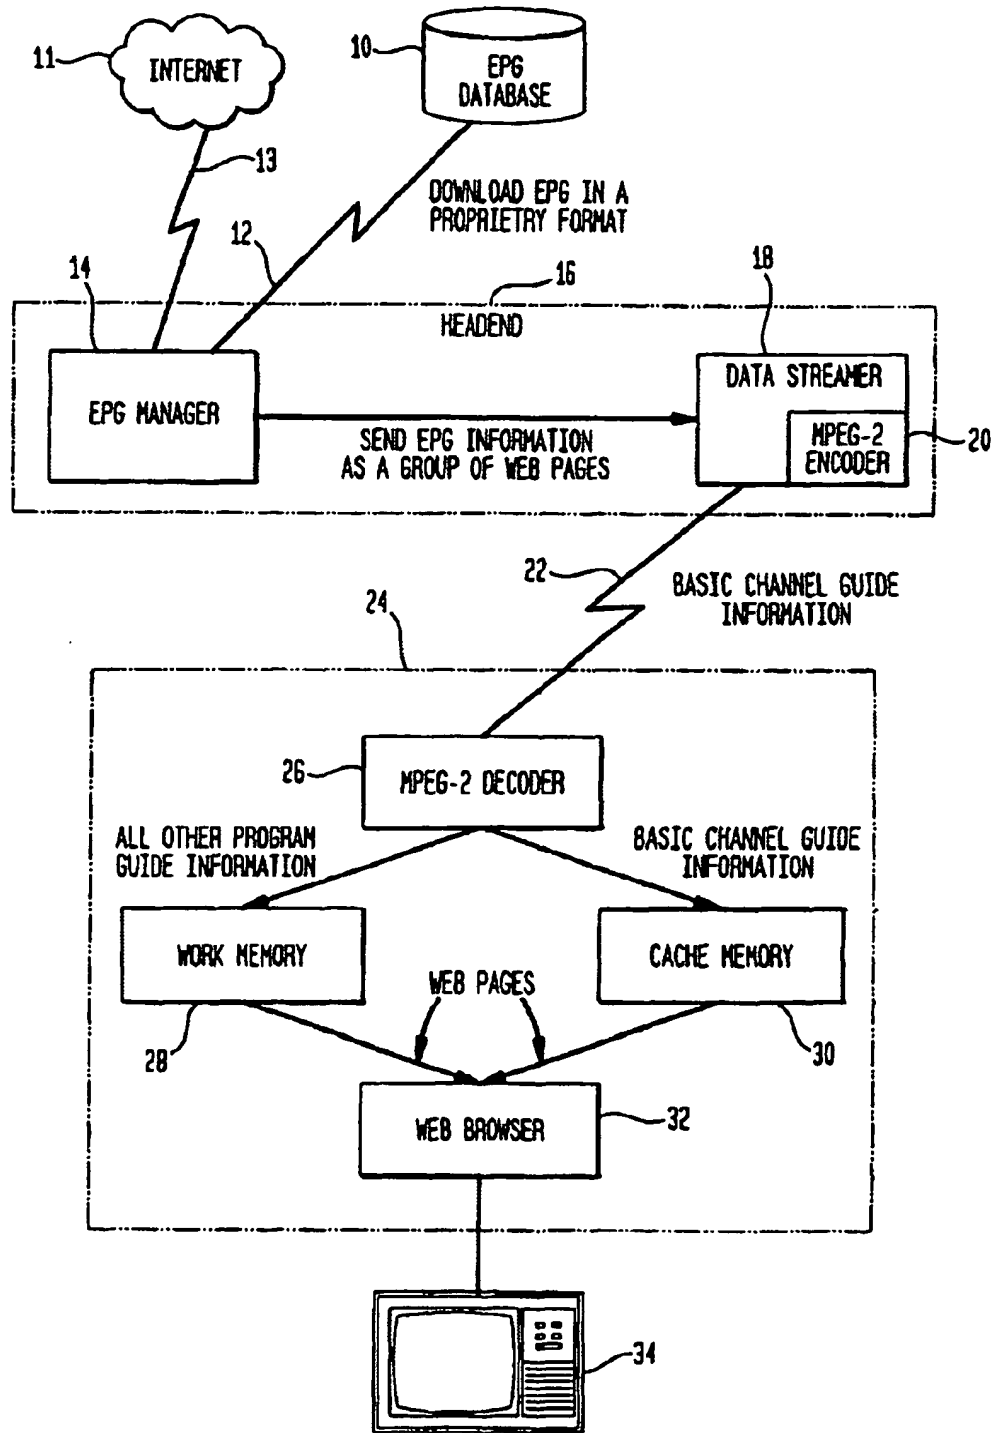 11
INTERNET
10
EPG
DATABASE
13
DOWNLOAD EPG IN A
PROPRIETRY FORMAT
12
14
16
18
HEADEND
EPG MANAGER
DATA STREAMER
MPEG-2
ENCODER
20
SEND EPG INFORMATION
AS A GROUP OF WEB PAGES
22
BASIC CHANNEL GUIDE
INFORMATION
24
26
MPEG-2 DECODER
ALL OTHER PROGRAM
GUIDE INFORMATION
BASIC CHANNEL GUIDE
INFORMATION
WORK MEMORY
CACHE MEMORY
WEB PAGES
28
30
WEB BROWSER
32
34